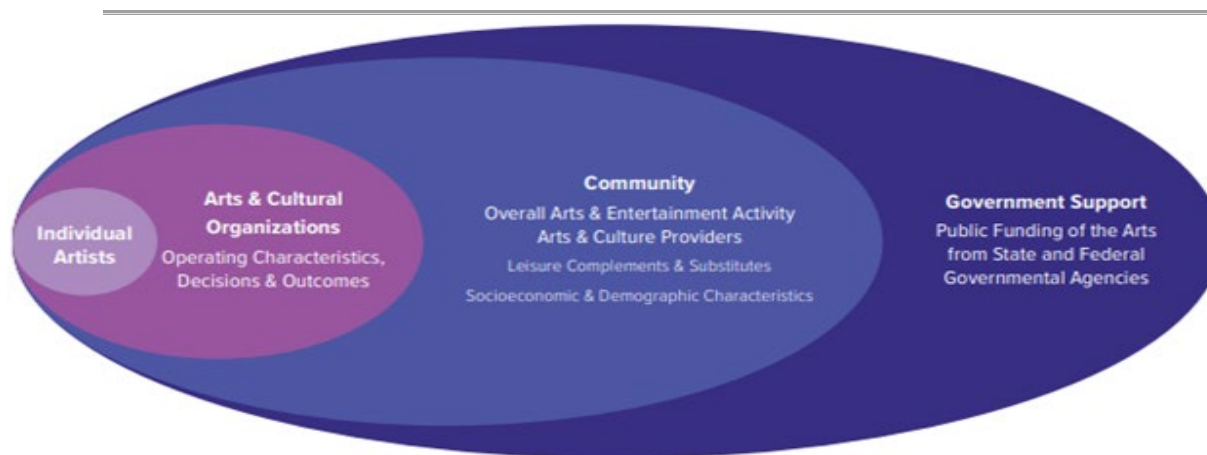 Individual
Artists
Arts & Cultural
Organizations
Operating Characteristics,
Decisions & Outcomes
Community
Overall Arts & Entertainment Activity
Arts & Culture Providers
Leisure Complements & Substitutes
Socioeconomic & Demographic Characteristics
Government Support
Public Funding of the Arts
from State and Federal
Governmental Agencies